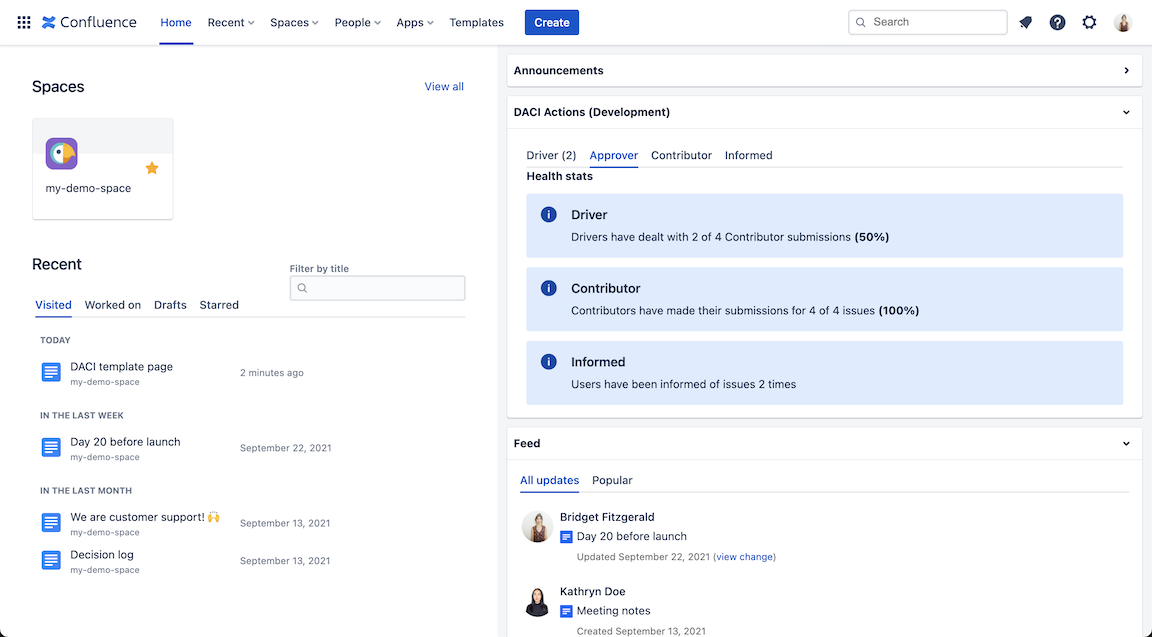 Confluence Home Recent Spaces People Apps Templates Create Search
Spaces
View all
my-demo-space
Recent
Filter by title
Visited Worked on Drafts Starred
TODAY
DACI template page
my-demo-space
2 minutes ago
IN THE LAST WEEK
Day 20 before launch
my-demo-space
September 22, 2021
IN THE LAST MONTH
We are customer support! 🙌
my-demo-space
September 13, 2021
Decision log
my-demo-space
September 13, 2021
Announcements
DACI Actions (Development)
Driver (2) Approver Contributor Informed
Health stats
Driver
Drivers have dealt with 2 of 4 Contributor submissions (50%)
Contributor
Contributors have made their submissions for 4 of 4 issues (100%)
Informed
Users have been informed of issues 2 times
Feed
All updates Popular
Bridget Fitzgerald
Day 20 before launch
Updated September 22, 2021 (view change)
Kathryn Doe
Meeting notes
Created September 13, 2021